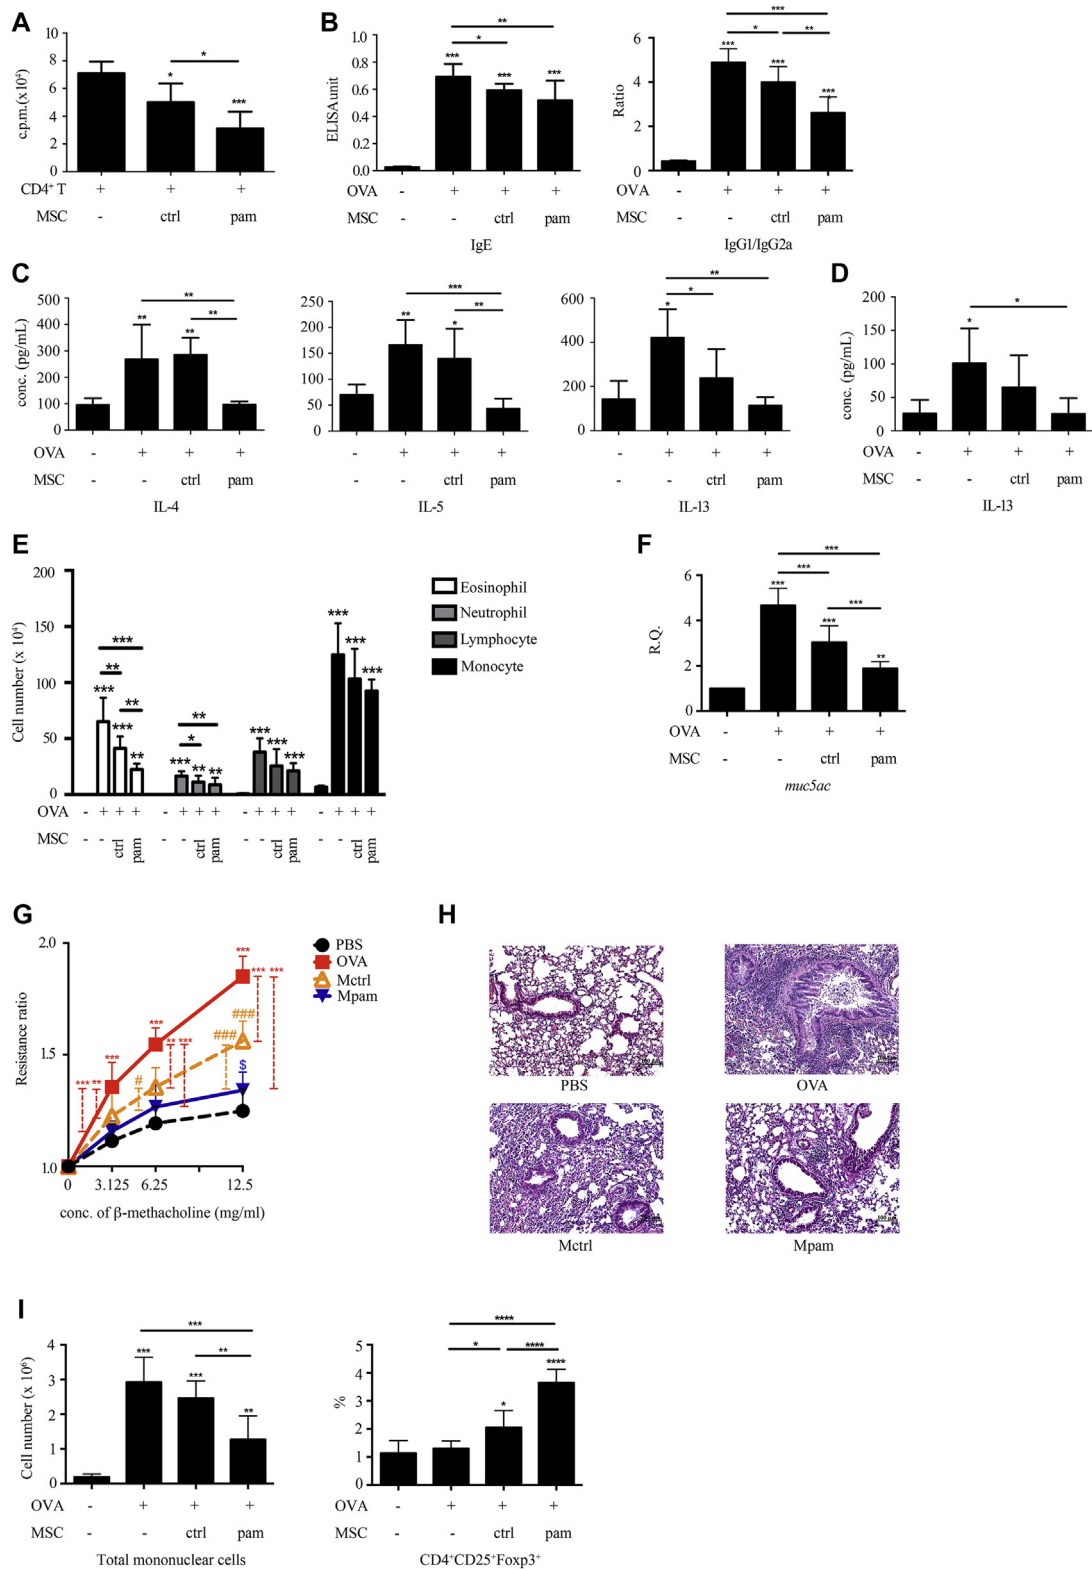 A
c.p.m.(x10⁴)
10
8
6
4
2
0
*
*
***
CD4⁺ T + + +
MSC - ctrl pam
B
ELISA unit
1.0
0.8
0.6
0.4
0.2
0.0
**
*
*** *** ***
OVA - + + +
MSC - - ctrl pam
IgE
Ratio
6
4
2
0
***
* **
*** *** ***
OVA - + + +
MSC - - ctrl pam
IgG1/IgG2a
C
conc. (pg/mL)
500
400
300
200
100
0
**
**
** **
OVA - + + +
MSC - - ctrl pam
IL-4
250
200
150
100
50
0
***
**
** *
- + + +
- - ctrl pam
IL-5
600
400
200
0
**
*
*
- + + +
- - ctrl pam
IL-13
D
conc. (pg/mL)
200
150
100
50
0
*
*
OVA - + + +
MSC - - ctrl pam
IL-13
E
Cell number (x 10⁴)
200
150
100
50
0
***
**
**
*** *** **
**
*
*** ** **
*** *** ***
*** *** ***
OVA - + + + - + + + - + + + - + + +
MSC - - ctrl pam - - ctrl pam - - ctrl pam - - ctrl pam
Eosinophil
Neutrophil
Lymphocyte
Monocyte
F
R.Q.
6
4
2
0
***
***
***
*** *** **
OVA - + + +
MSC - - ctrl pam
muc5ac
G
Resistance ratio
2.0
1.5
1.0
*** *** ***
*** **
** ***
*** ***
# ### ###
$
0 3.125 6.25 12.5
conc. of β-methacholine (mg/ml)
PBS
OVA
Mctrl
Mpam
H
PBS
OVA
Mctrl
Mpam
I
Cell number (x 10⁶)
4
3
2
1
0
***
**
*** *** **
OVA - + + +
MSC - - ctrl pam
Total mononuclear cells
%
5
4
3
2
1
0
****
* ****
* ****
OVA - + + +
MSC - - ctrl pam
CD4⁺CD25⁺Foxp3⁺